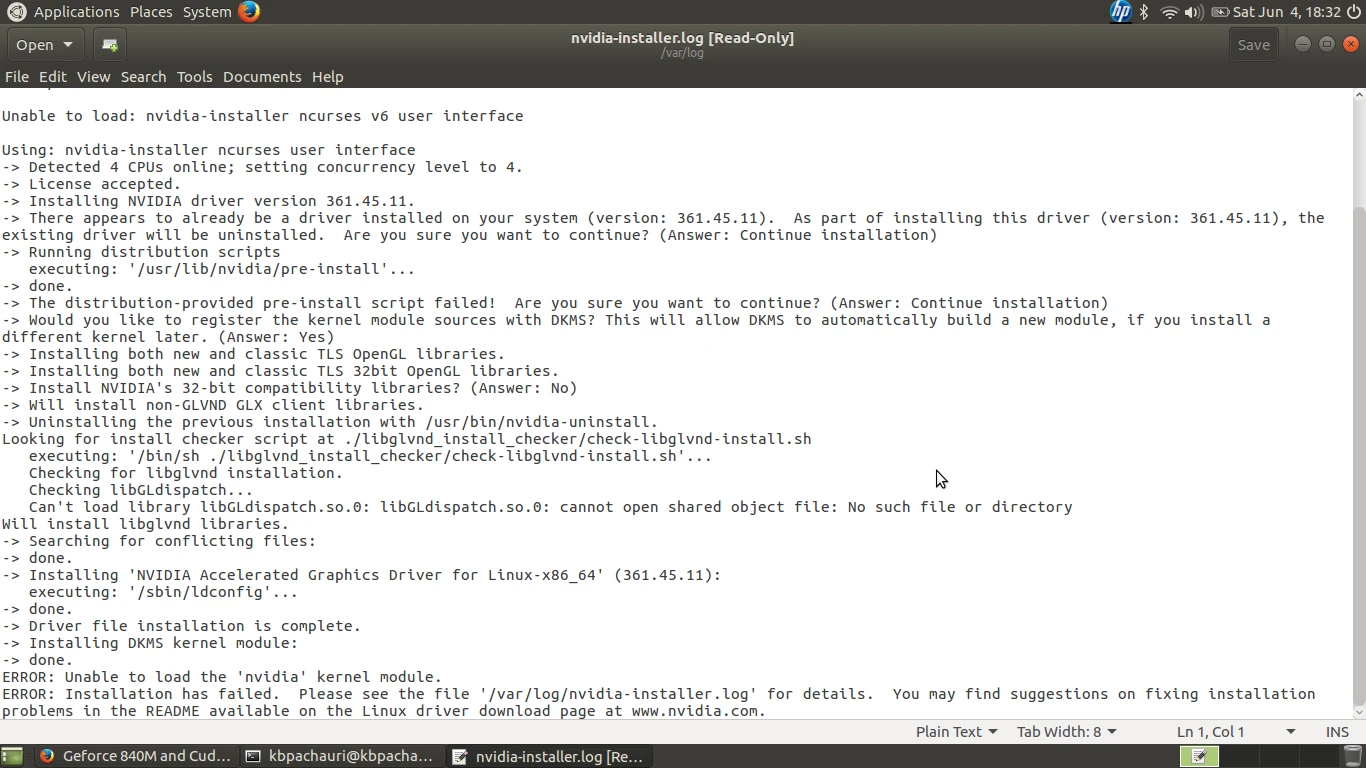 Applications Places System hp Sat Jun 4, 18:32
Open nvidia-installer.log [Read-Only] Save
/var/log
File Edit View Search Tools Documents Help
Unable to load: nvidia-installer ncurses v6 user interface
Using: nvidia-installer ncurses user interface
-> Detected 4 CPUs online; setting concurrency level to 4.
-> License accepted.
-> Installing NVIDIA driver version 361.45.11.
-> There appears to already be a driver installed on your system (version: 361.45.11).  As part of installing this driver (version: 361.45.11), the
existing driver will be uninstalled.  Are you sure you want to continue? (Answer: Continue installation)
-> Running distribution scripts
   executing: '/usr/lib/nvidia/pre-install'...
-> done.
-> The distribution-provided pre-install script failed!  Are you sure you want to continue? (Answer: Continue installation)
-> Would you like to register the kernel module sources with DKMS? This will allow DKMS to automatically build a new module, if you install a
different kernel later. (Answer: Yes)
-> Installing both new and classic TLS OpenGL libraries.
-> Installing both new and classic TLS 32bit OpenGL libraries.
-> Install NVIDIA's 32-bit compatibility libraries? (Answer: No)
-> Will install non-GLVND GLX client libraries.
-> Uninstalling the previous installation with /usr/bin/nvidia-uninstall.
Looking for install checker script at ./libglvnd_install_checker/check-libglvnd-install.sh
   executing: '/bin/sh ./libglvnd_install_checker/check-libglvnd-install.sh'...
   Checking for libglvnd installation.
   Checking libGLdispatch...
   Can't load library libGLdispatch.so.0: libGLdispatch.so.0: cannot open shared object file: No such file or directory
Will install libglvnd libraries.
-> Searching for conflicting files:
-> done.
-> Installing 'NVIDIA Accelerated Graphics Driver for Linux-x86_64' (361.45.11):
   executing: '/sbin/ldconfig'...
-> done.
-> Driver file installation is complete.
-> Installing DKMS kernel module:
-> done.
ERROR: Unable to load the 'nvidia' kernel module.
ERROR: Installation has failed.  Please see the file '/var/log/nvidia-installer.log' for details.  You may find suggestions on fixing installation
problems in the README available on the Linux driver download page at www.nvidia.com.
Plain Text Tab Width: 8 Ln 1, Col 1 INS
Geforce 840M and Cud... kbpachauri@kbpacha... nvidia-installer.log [Re...